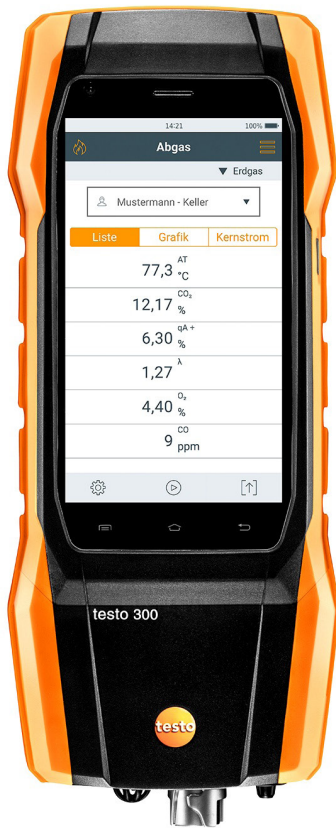 14:21 100%
Abgas
▼ Erdgas
Mustermann - Keller ▼
Liste Grafik Kernstrom
77,3 AT °C
12,17 CO₂ %
6,30 qA + %
1,27 λ
4,40 O₂ %
9 CO ppm
testo 300
testo